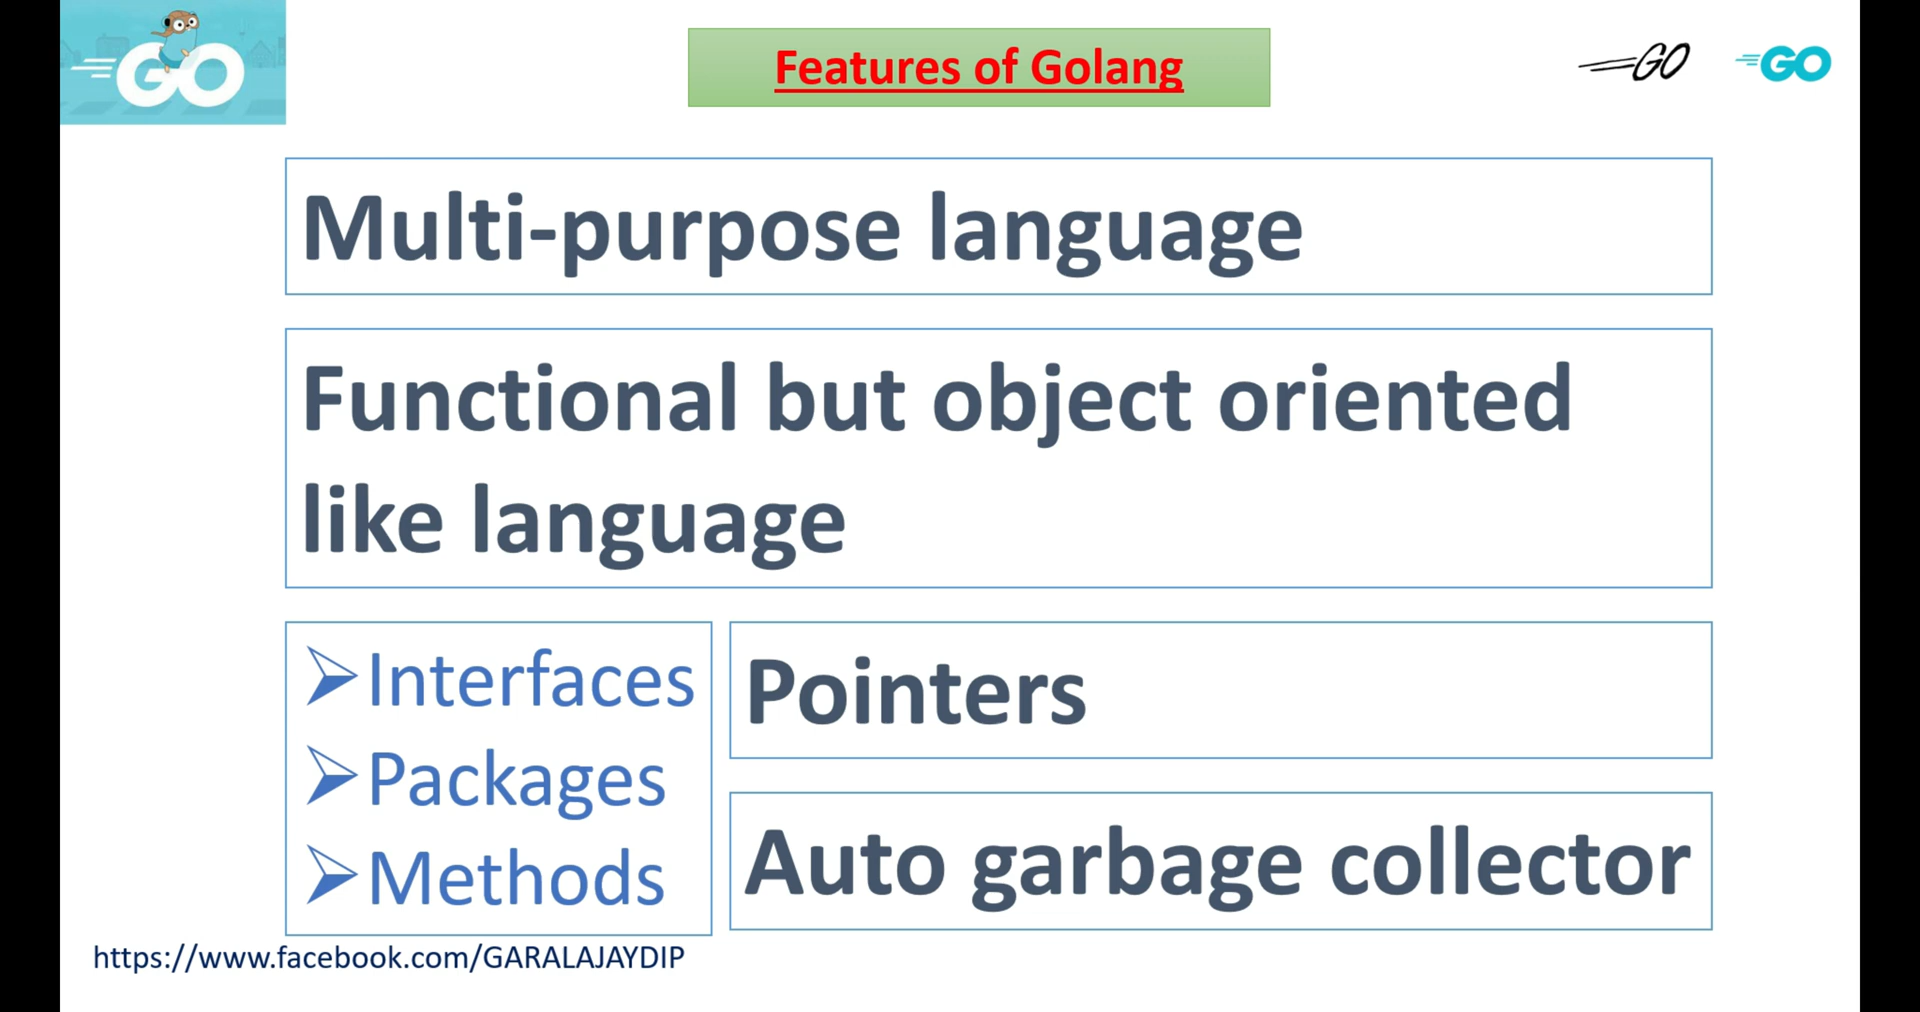 GO
Features of Golang
GO
GO
Multi-purpose language
Functional but object oriented
like language
Interfaces
Packages
Methods
Pointers
Auto garbage collector
https://www.facebook.com/GARALAJAYDIP